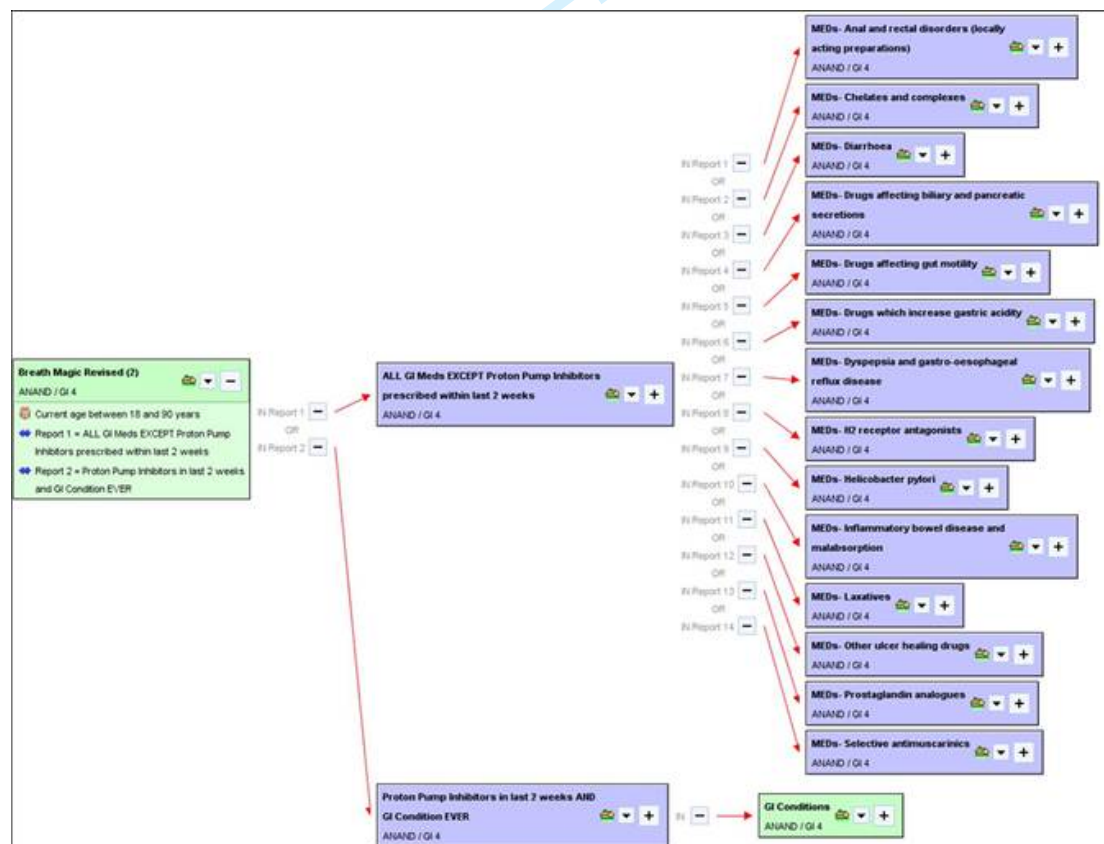 Breath Magic Revised (2)
ANAND / GI 4
Current age between 18 and 90 years
Report 1 = ALL GI Meds EXCEPT Proton Pump
Inhibitors prescribed within last 2 weeks
Report 2 = Proton Pump Inhibitors in last 2 weeks
and GI Condition EVER
IN Report 1
OR
IN Report 2
ALL GI Meds EXCEPT Proton Pump Inhibitors
prescribed within last 2 weeks
ANAND / GI 4
IN Report 1
OR
IN Report 2
OR
IN Report 3
OR
IN Report 4
OR
IN Report 5
OR
IN Report 6
OR
IN Report 7
OR
IN Report 8
OR
IN Report 9
OR
IN Report 10
OR
IN Report 11
OR
IN Report 12
OR
IN Report 13
OR
IN Report 14
MEDs- Anal and rectal disorders (locally
acting preparations)
ANAND / GI 4
MEDs- Chelates and complexes
ANAND / GI 4
MEDs- Diarrhoea
ANAND / GI 4
MEDs- Drugs affecting biliary and pancreatic
secretions
ANAND / GI 4
MEDs- Drugs affecting gut motility
ANAND / GI 4
MEDs- Drugs which increase gastric acidity
ANAND / GI 4
MEDs- Dyspepsia and gastro-oesophageal
reflux disease
ANAND / GI 4
MEDs- H2 receptor antagonists
ANAND / GI 4
MEDs- Helicobacter pylori
ANAND / GI 4
MEDs- Inflammatory bowel disease and
malabsorption
ANAND / GI 4
MEDs- Laxatives
ANAND / GI 4
MEDs- Other ulcer healing drugs
ANAND / GI 4
MEDs- Prostaglandin analogues
ANAND / GI 4
MEDs- Selective antimuscarinics
ANAND / GI 4
Proton Pump Inhibitors in last 2 weeks AND
GI Condition EVER
ANAND / GI 4
IN
GI Conditions
ANAND / GI 4